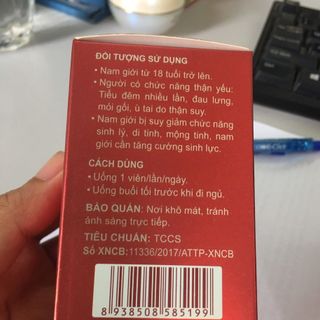 ĐỐI TƯỢNG SỬ DỤNG
• Nam giới từ 18 tuổi trở lên.
• Người có chức năng thận yếu:
Tiểu đêm nhiều lần, đau lưng,
mỏi gối, ù tai do thận suy.
• Nam giới bị suy giảm chức năng
sinh lý, di tinh, mộng tinh, nam
giới cần tăng cường sinh lực.
CÁCH DÙNG
• Uống 1 viên/lần/ngày.
• Uống buổi tối trước khi đi ngủ.
BẢO QUẢN: Nơi khô mát, tránh
ánh sáng trực tiếp.
TIÊU CHUẨN: TCCS
Số XNCB: 11336/2017/ATTP-XNCB
8 938508 585199